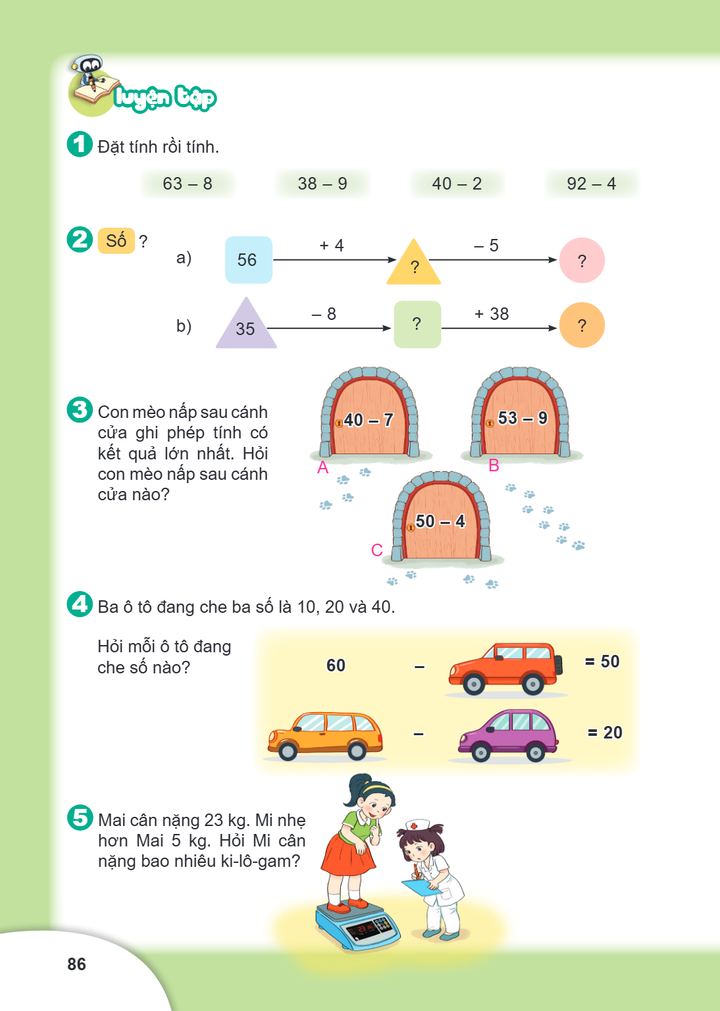 luyện tập
1 Đặt tính rồi tính.
63 – 8 38 – 9 40 – 2 92 – 4
2 Số ?
a) 56 + 4 ? – 5 ?
b) 35 – 8 ? + 38 ?
3 Con mèo nấp sau cánh
cửa ghi phép tính có
kết quả lớn nhất. Hỏi
con mèo nấp sau cánh
cửa nào?
40 – 7
A
53 – 9
B
50 – 4
C
4 Ba ô tô đang che ba số là 10, 20 và 40.
Hỏi mỗi ô tô đang
che số nào?
60 – = 50
– = 20
5 Mai cân nặng 23 kg. Mi nhẹ
hơn Mai 5 kg. Hỏi Mi cân
nặng bao nhiêu ki-lô-gam?
86